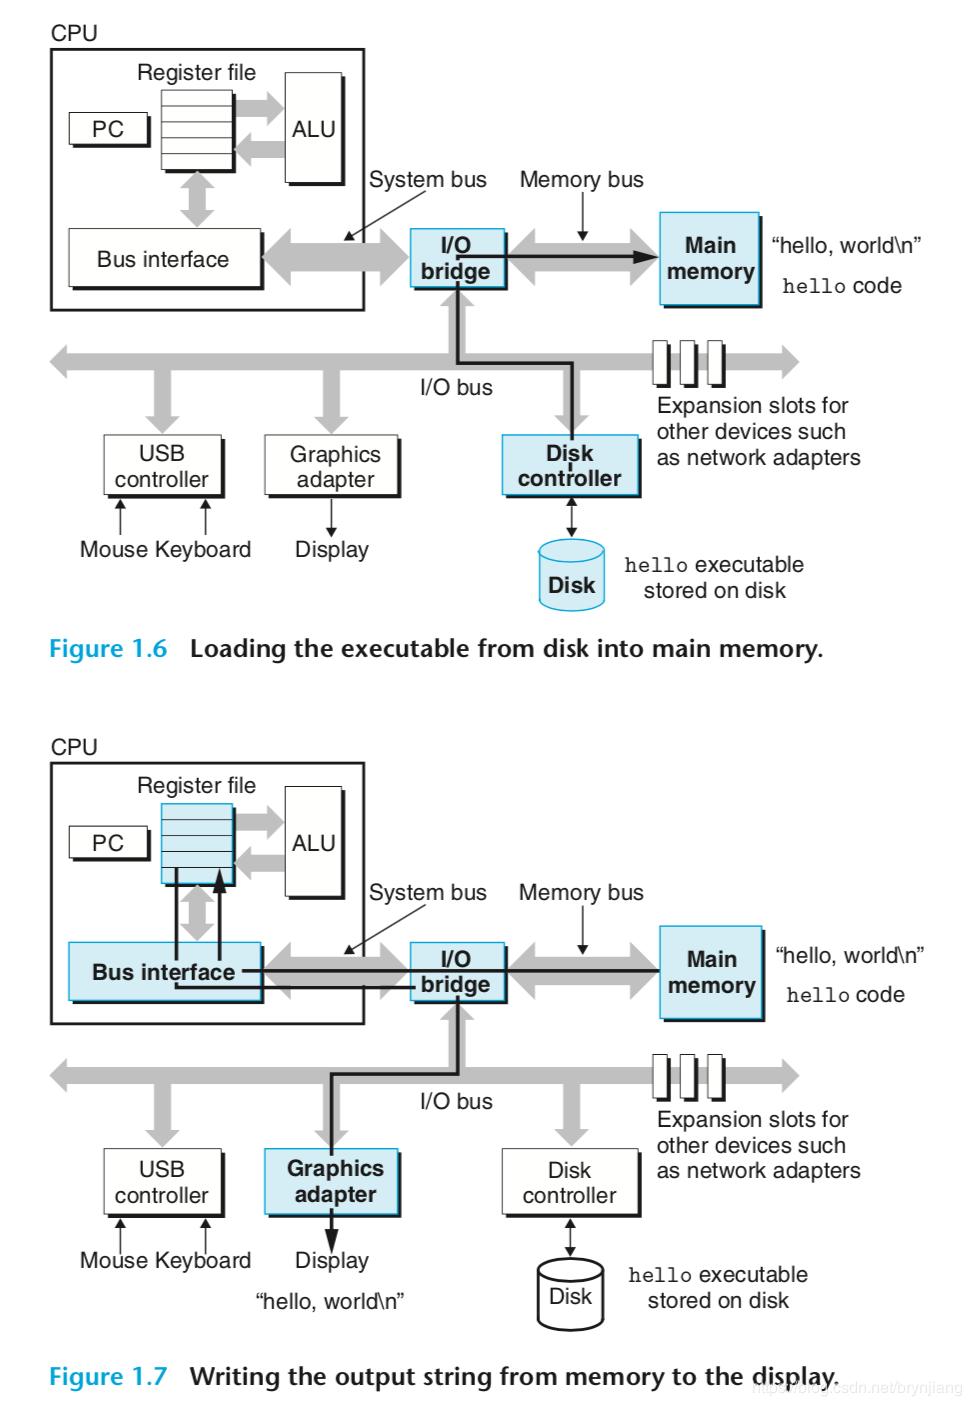 CPU
Register file
PC
ALU
System bus
Memory bus
Bus interface
I/O
bridge
Main
memory
“hello, world\n”
hello code
I/O bus
Expansion slots for
other devices such
as network adapters
USB
controller
Graphics
adapter
Disk
controller
Mouse Keyboard
Display
Disk
hello executable
stored on disk
Figure 1.6 Loading the executable from disk into main memory.
CPU
Register file
PC
ALU
System bus
Memory bus
Bus interface
I/O
bridge
Main
memory
“hello, world\n”
hello code
I/O bus
Expansion slots for
other devices such
as network adapters
USB
controller
Graphics
adapter
Disk
controller
Mouse Keyboard
Display
“hello, world\n”
Disk
hello executable
stored on disk
Figure 1.7 Writing the output string from memory to the display.
https://blog.csdn.net/brynjiang